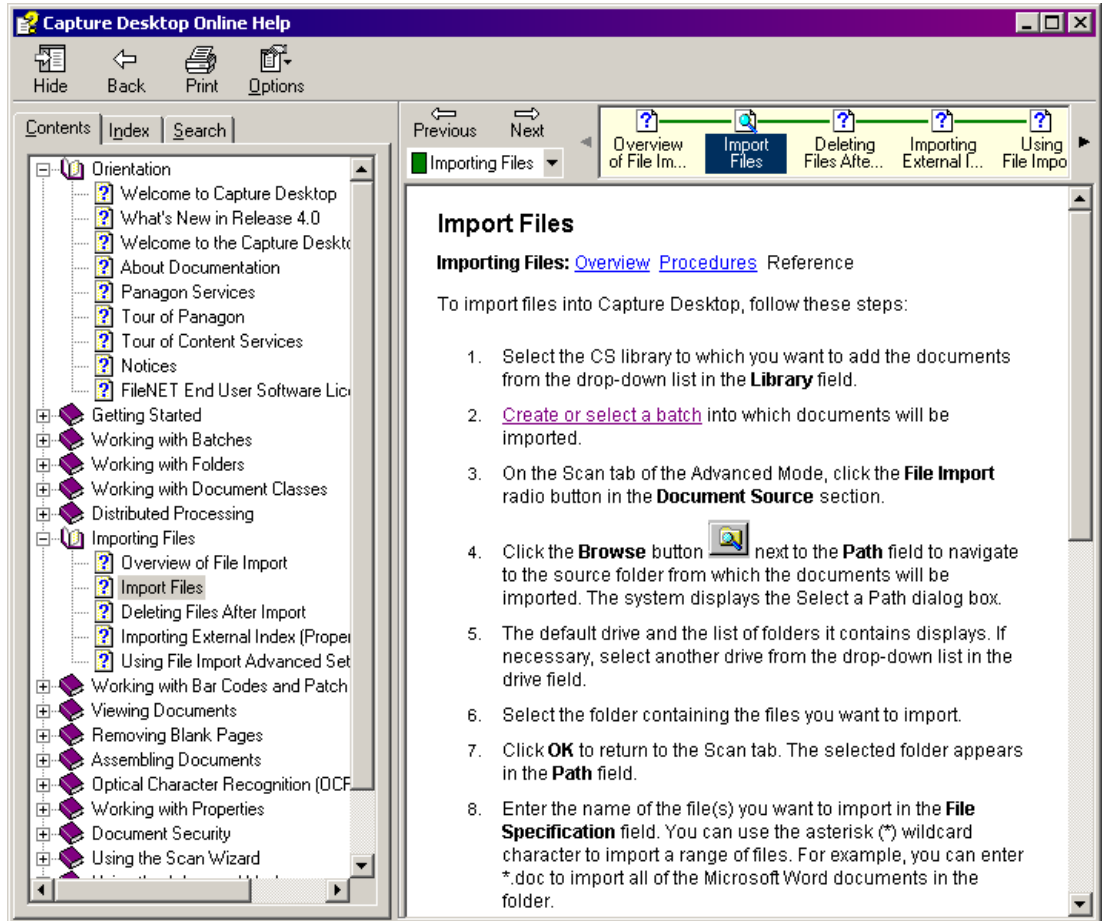 Capture Desktop Online Help
Hide Back Print Options
Contents Index Search
Orientation
Welcome to Capture Desktop
What's New in Release 4.0
Welcome to the Capture Deskto
About Documentation
Panagon Services
Tour of Panagon
Tour of Content Services
Notices
FileNET End User Software Lice
Getting Started
Working with Batches
Working with Folders
Working with Document Classes
Distributed Processing
Importing Files
Overview of File Import
Import Files
Deleting Files After Import
Importing External Index (Proper
Using File Import Advanced Set
Working with Bar Codes and Patch
Viewing Documents
Removing Blank Pages
Assembling Documents
Optical Character Recognition (OCR
Working with Properties
Document Security
Using the Scan Wizard
Previous Next
Importing Files
Overview
of File Im...
Import
Files
Deleting
Files Afte...
Importing
External I...
Using
File Impo
Import Files
Importing Files: Overview Procedures Reference
To import files into Capture Desktop, follow these steps:
1. Select the CS library to which you want to add the documents
from the drop-down list in the Library field.
2. Create or select a batch into which documents will be
imported.
3. On the Scan tab of the Advanced Mode, click the File Import
radio button in the Document Source section.
4. Click the Browse button next to the Path field to navigate
to the source folder from which the documents will be
imported. The system displays the Select a Path dialog box.
5. The default drive and the list of folders it contains displays. If
necessary, select another drive from the drop-down list in the
drive field.
6. Select the folder containing the files you want to import.
7. Click OK to return to the Scan tab. The selected folder appears
in the Path field.
8. Enter the name of the file(s) you want to import in the File
Specification field. You can use the asterisk (*) wildcard
character to import a range of files. For example, you can enter
*.doc to import all of the Microsoft Word documents in the
folder.